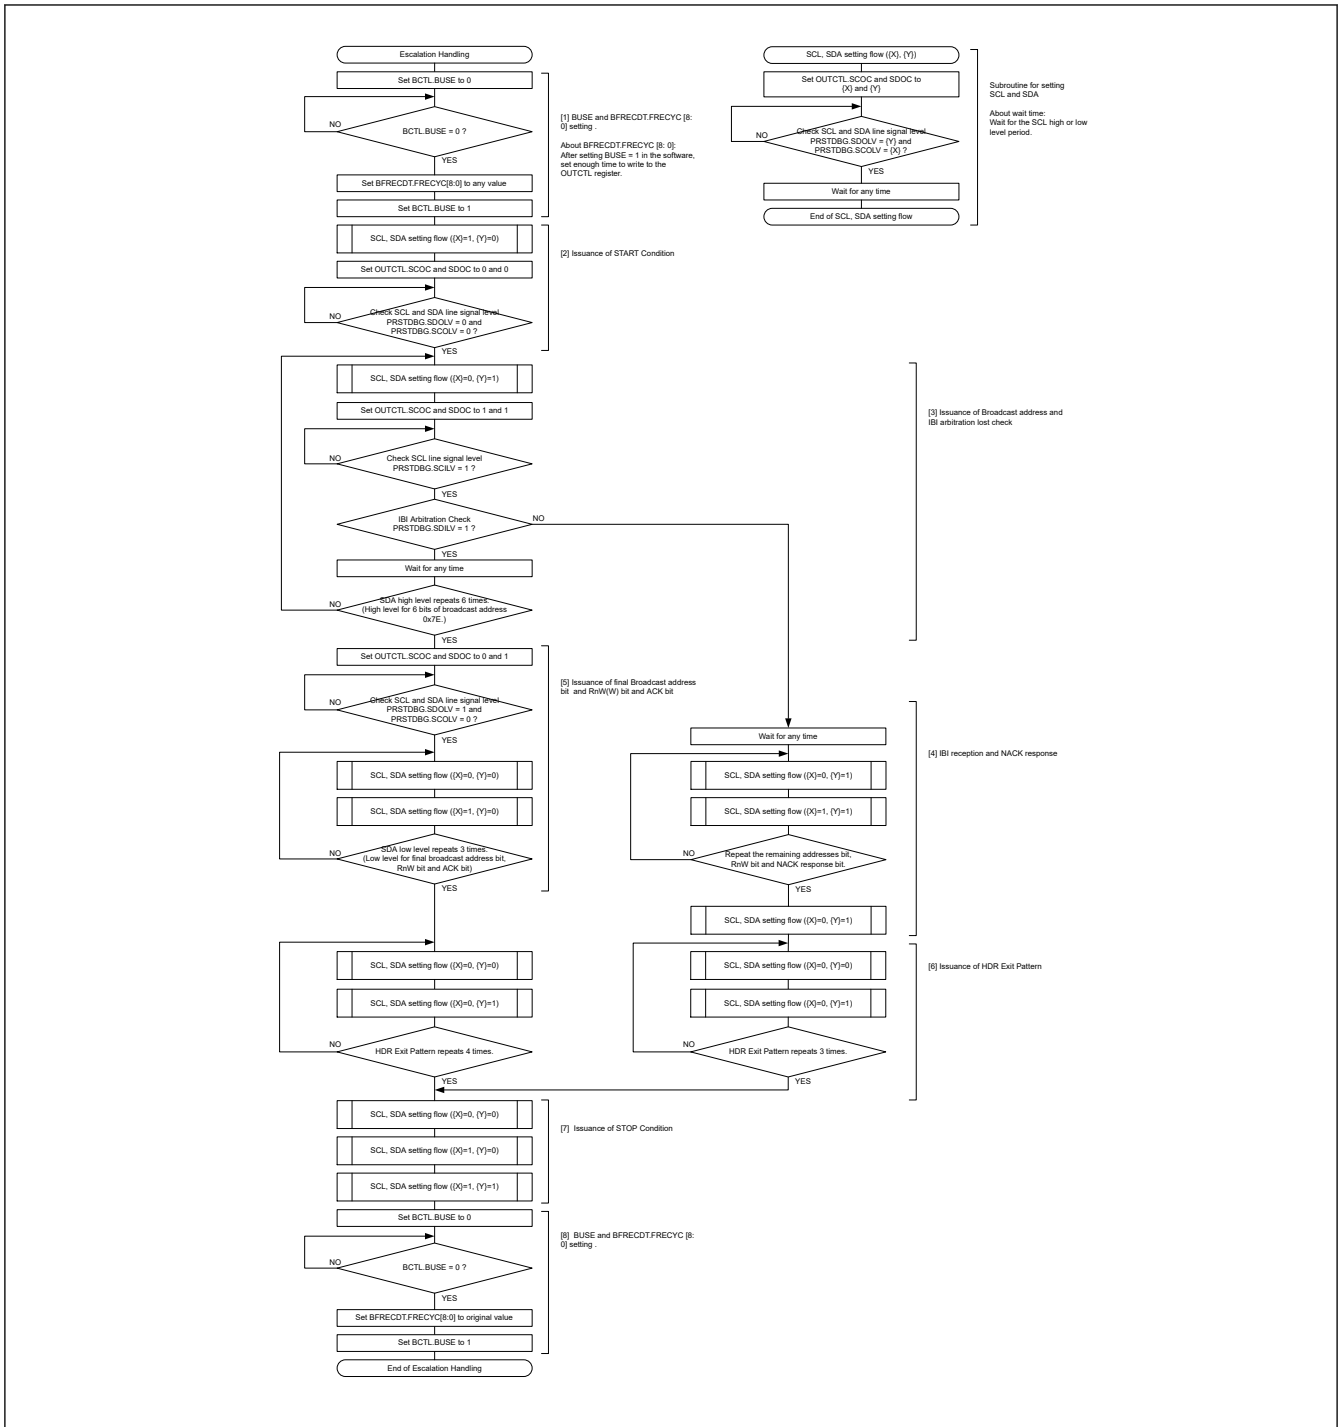 Escalation Handling
Set BCTL.BUSE to 0
NO
BCTL.BUSE = 0 ?
YES
Set BFRECDT.FRECYC[8:0] to any value
Set BCTL.BUSE to 1
[1] BUSE and BFRECDT.FRECYC [8:
0] setting .
About BFRECDT.FRECYC [8: 0]:
After setting BUSE = 1 in the software,
set enough time to write to the
OUTCTL register.
SCL, SDA setting flow ({X}, {Y})
Set OUTCTL.SCOC and SDOC to
{X} and {Y}
NO
Check SCL and SDA line signal level
PRSTDBG.SDOLV = {Y} and
PRSTDBG.SCOLV = {X} ?
YES
Wait for any time
End of SCL, SDA setting flow
Subroutine for setting
SCL and SDA
About wait time:
Wait for the SCL high or low
level period.
SCL, SDA setting flow ({X}=1, {Y}=0)
Set OUTCTL.SCOC and SDOC to 0 and 0
NO
Check SCL and SDA line signal level
PRSTDBG.SDOLV = 0 and
PRSTDBG.SCOLV = 0 ?
YES
[2] Issuance of START Condition
SCL, SDA setting flow ({X}=0, {Y}=1)
Set OUTCTL.SCOC and SDOC to 1 and 1
NO
Check SCL line signal level
PRSTDBG.SCILV = 1 ?
YES
IBI Arbitration Check
PRSTDBG.SDILV = 1 ?
NO
YES
Wait for any time
NO
SDA high level repeats 6 times.
(High level for 6 bits of broadcast address
0x7E.)
YES
[3] Issuance of Broadcast address and
IBI arbitration lost check
Set OUTCTL.SCOC and SDOC to 0 and 1
NO
Check SCL and SDA line signal level
PRSTDBG.SDOLV = 1 and
PRSTDBG.SCOLV = 0 ?
YES
SCL, SDA setting flow ({X}=0, {Y}=0)
SCL, SDA setting flow ({X}=1, {Y}=0)
NO
SDA low level repeats 3 times.
(Low level for final broadcast address bit,
RnW bit and ACK bit)
YES
[5] Issuance of final Broadcast address
bit and RnW(W) bit and ACK bit
Wait for any time
SCL, SDA setting flow ({X}=0, {Y}=1)
SCL, SDA setting flow ({X}=1, {Y}=1)
NO
Repeat the remaining addresses bit,
RnW bit and NACK response bit.
YES
SCL, SDA setting flow ({X}=0, {Y}=1)
[4] IBI reception and NACK response
SCL, SDA setting flow ({X}=0, {Y}=0)
SCL, SDA setting flow ({X}=0, {Y}=1)
NO
HDR Exit Pattern repeats 4 times.
YES
SCL, SDA setting flow ({X}=0, {Y}=0)
SCL, SDA setting flow ({X}=0, {Y}=1)
NO
HDR Exit Pattern repeats 3 times.
YES
[6] Issuance of HDR Exit Pattern
SCL, SDA setting flow ({X}=0, {Y}=0)
SCL, SDA setting flow ({X}=1, {Y}=0)
SCL, SDA setting flow ({X}=1, {Y}=1)
[7] Issuance of STOP Condition
Set BCTL.BUSE to 0
NO
BCTL.BUSE = 0 ?
YES
Set BFRECDT.FRECYC[8:0] to original value
Set BCTL.BUSE to 1
End of Escalation Handling
[8] BUSE and BFRECDT.FRECYC [8:
0] setting .